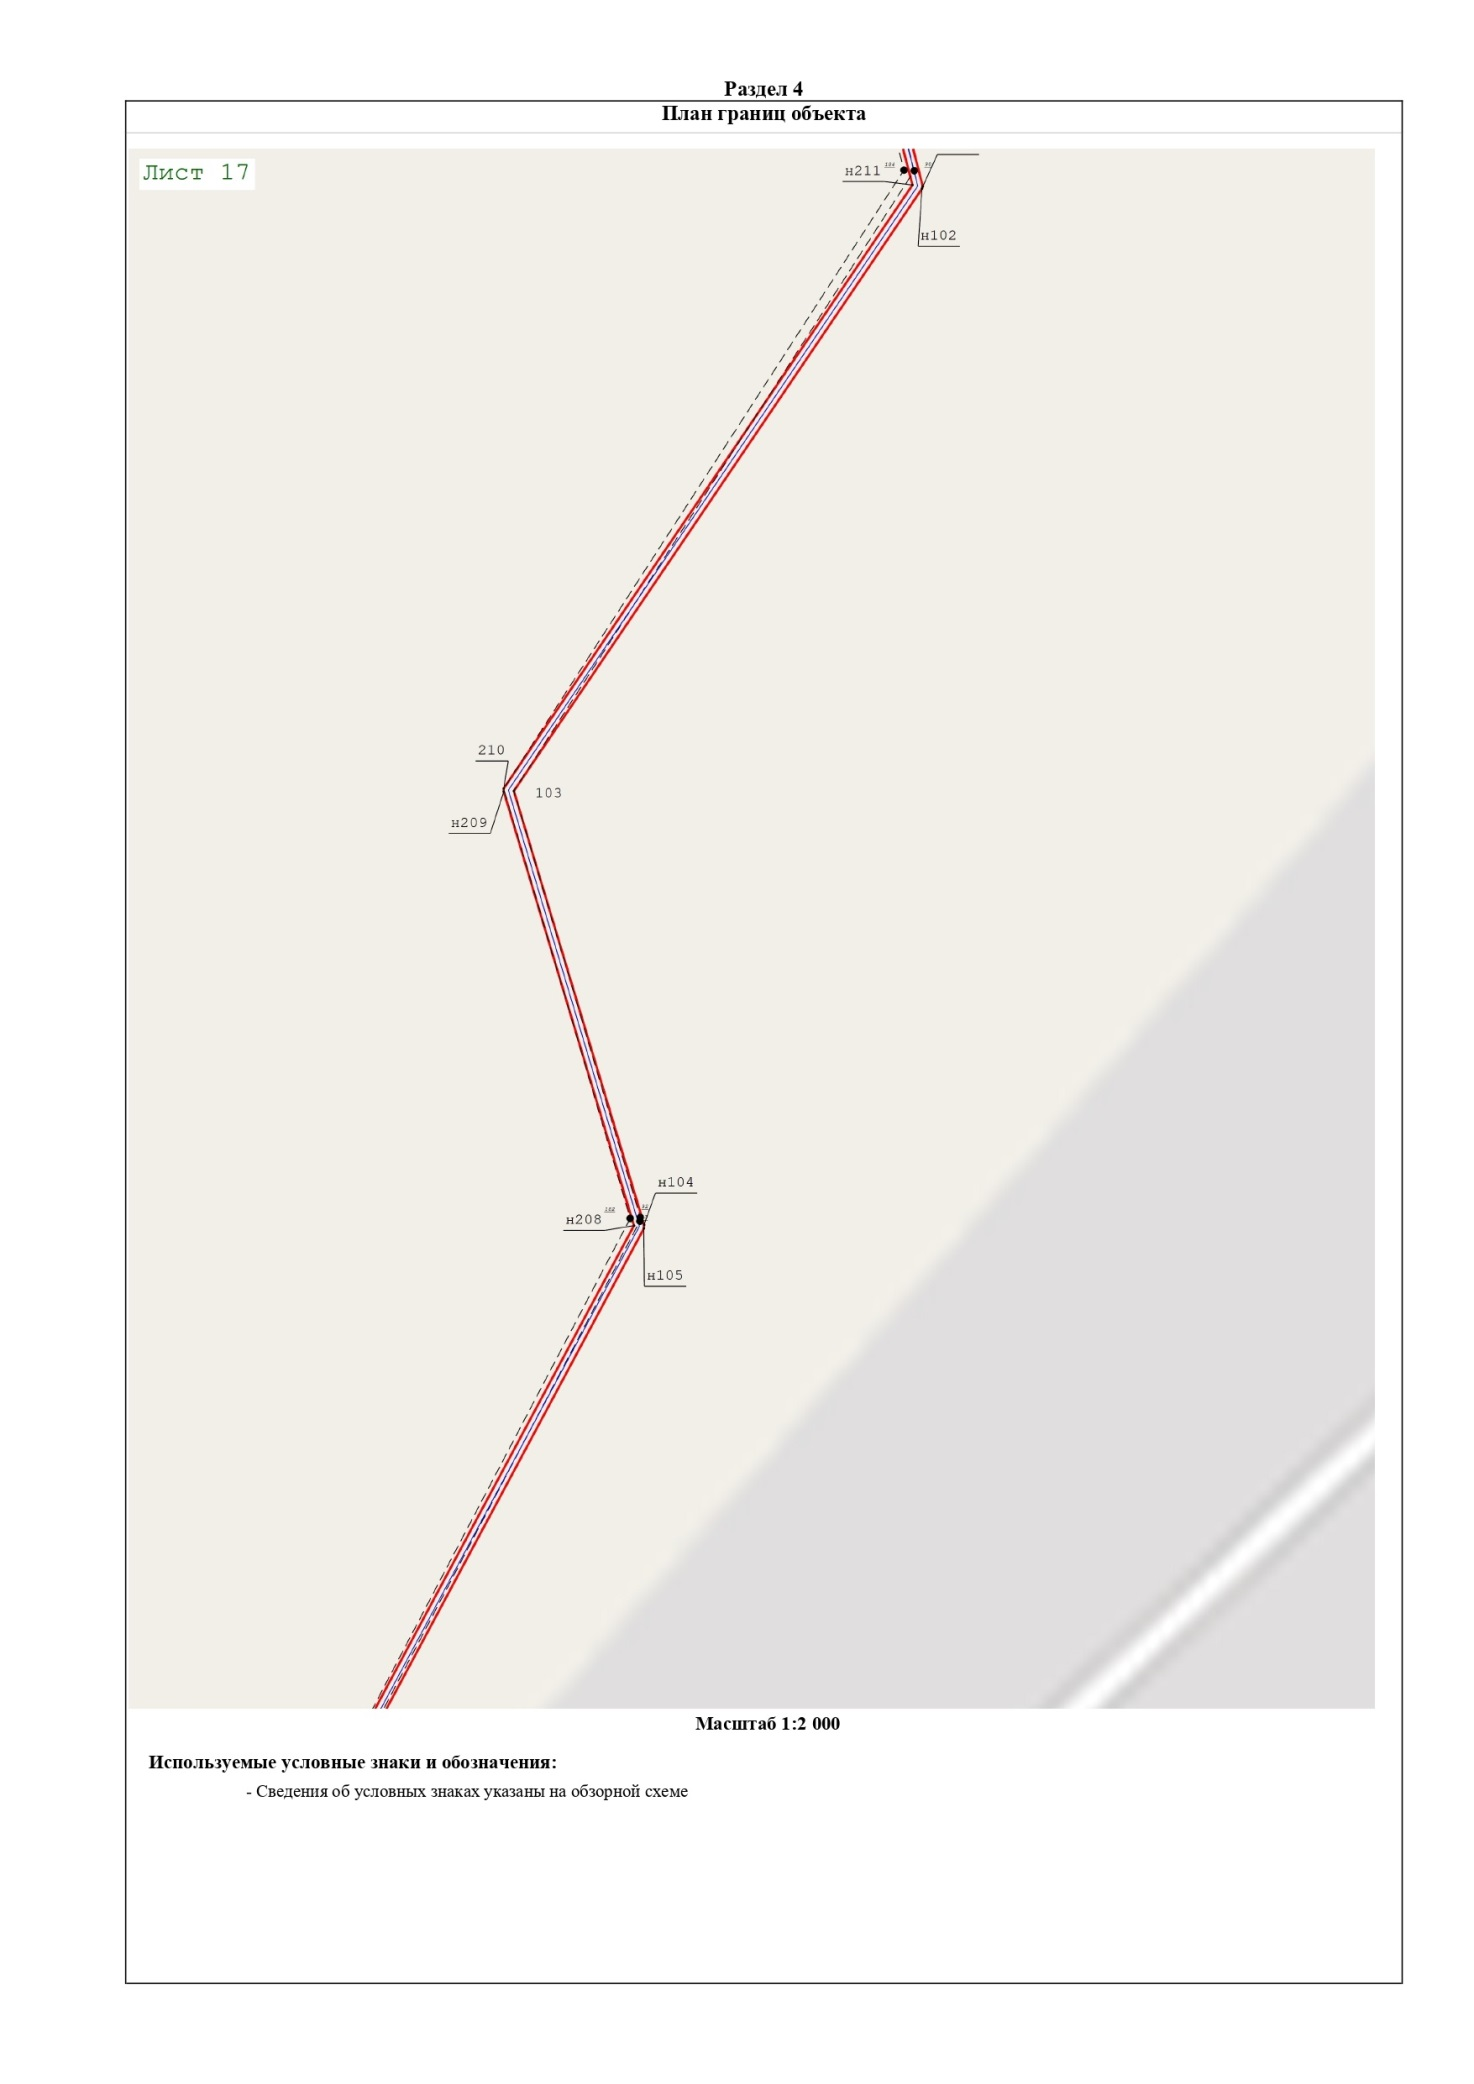 Раздел 4
План границ объекта
Лист 17
н211
н102
210
103
н209
н104
н208
н105
Масштаб 1:2 000
Используемые условные знаки и обозначения:
- Сведения об условных знаках указаны на обзорной схеме